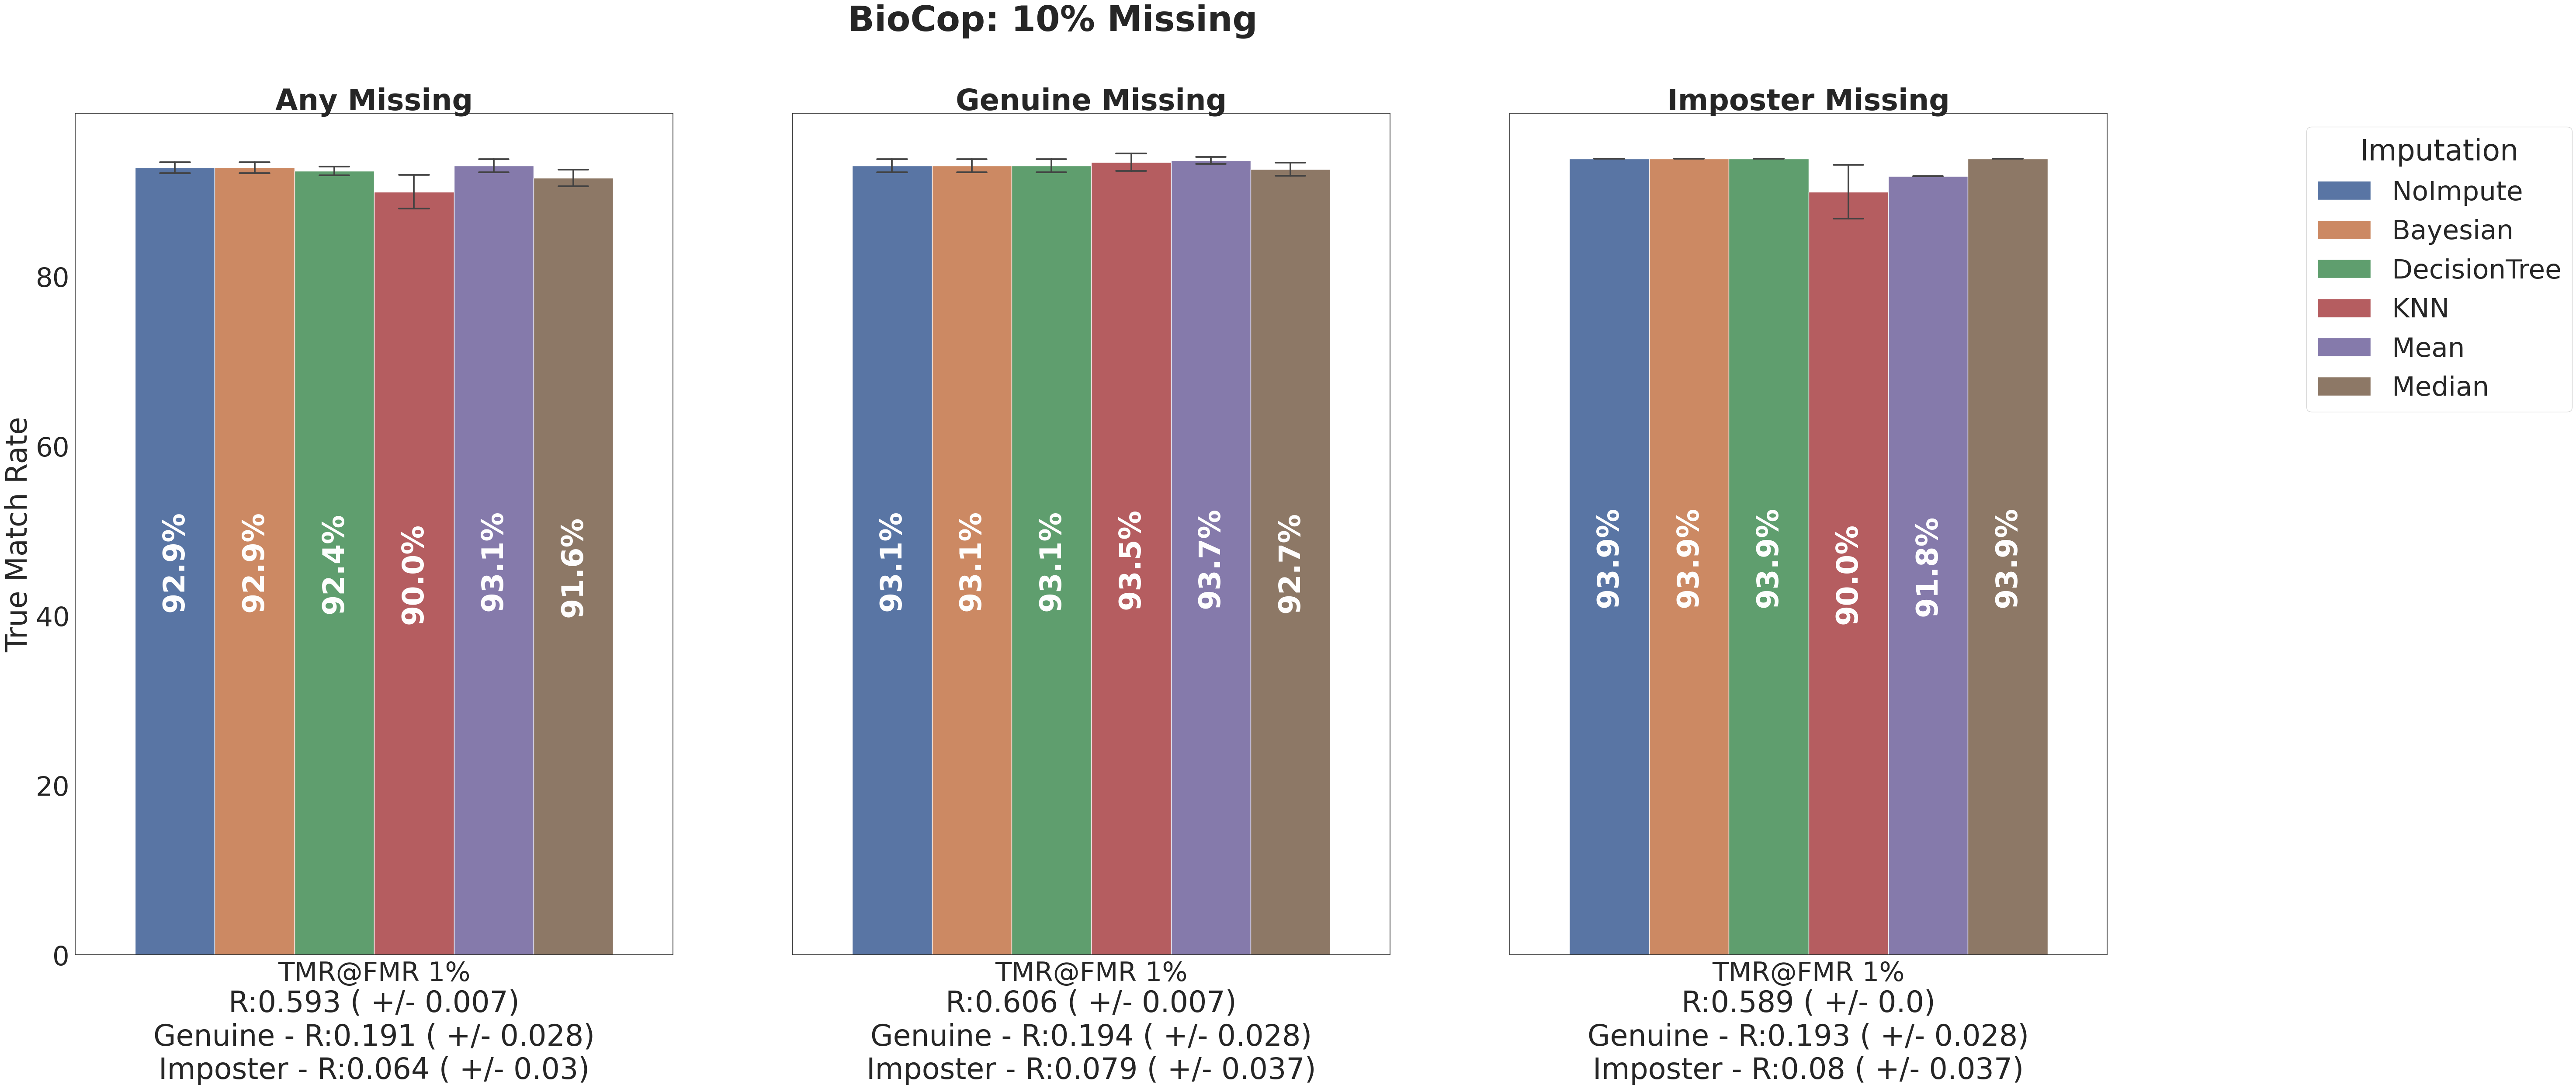 BioCop: 10% Missing
Any Missing
Genuine Missing
Imposter Missing
True Match Rate
80
60
40
20
0
92.9%
92.9%
92.4%
90.0%
93.1%
91.6%
93.1%
93.1%
93.1%
93.5%
93.7%
92.7%
93.9%
93.9%
93.9%
90.0%
91.8%
93.9%
TMR@FMR 1%
R:0.593 ( +/- 0.007)
Genuine - R:0.191 ( +/- 0.028)
Imposter - R:0.064 ( +/- 0.03)
TMR@FMR 1%
R:0.606 ( +/- 0.007)
Genuine - R:0.194 ( +/- 0.028)
Imposter - R:0.079 ( +/- 0.037)
TMR@FMR 1%
R:0.589 ( +/- 0.0)
Genuine - R:0.193 ( +/- 0.028)
Imposter - R:0.08 ( +/- 0.037)
Imputation
NoImpute
Bayesian
DecisionTree
KNN
Mean
Median